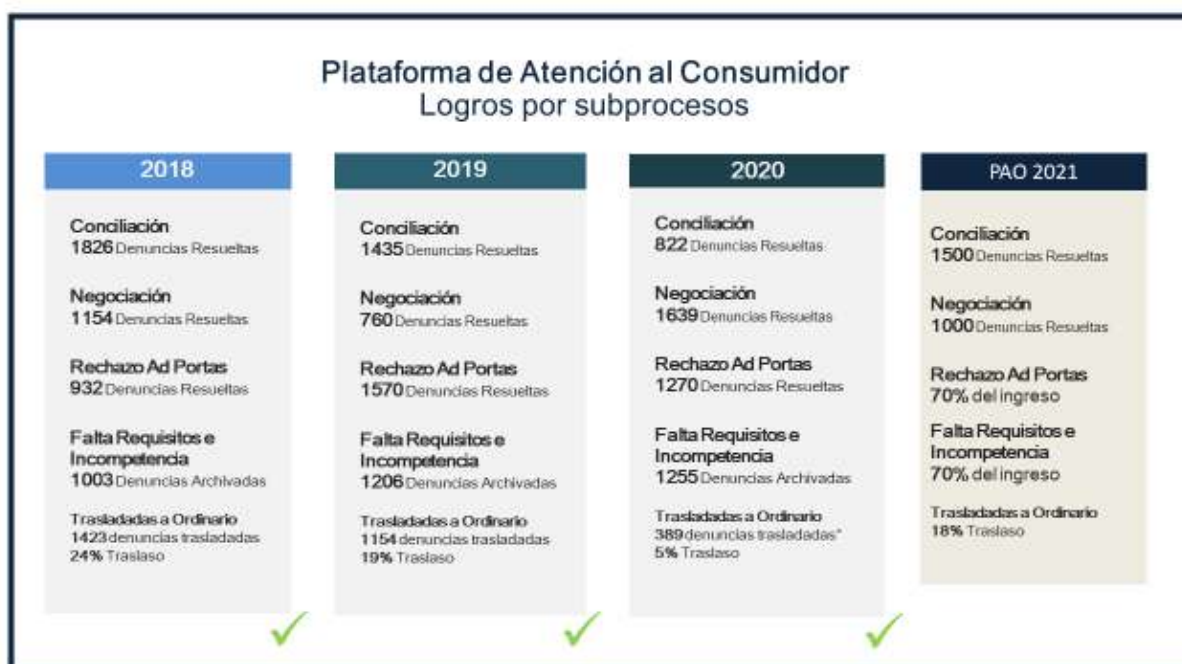 Plataforma de Atención al Consumidor
Logros por subprocesos
2018
Conciliación
1826 Denuncias Resueltas
Negociación
1154 Denuncias Resueltas
Rechazo Ad Portas
932 Denuncias Resueltas
Falta Requisitos e
Incompetencia
1003 Denuncias Archivadas
Trasladadas a Ordinario
1423 denuncias trasladadas
24% Traslaso
2019
Conciliación
1435 Denuncias Resueltas
Negociación
760 Denuncias Resueltas
Rechazo Ad Portas
1570 Denuncias Resueltas
Falta Requisitos e
Incompetencia
1206 Denuncias Archivadas
Trasladadas a Ordinario
1154 denuncias trasladadas
19% Traslaso
2020
Conciliación
822 Denuncias Resueltas
Negociación
1639 Denuncias Resueltas
Rechazo Ad Portas
1270 Denuncias Resueltas
Falta Requisitos e
Incompetencia
1255 Denuncias Archivadas
Trasladadas a Ordinario
389 denuncias trasladadas*
5% Traslaso
PAO 2021
Conciliación
1500 Denuncias Resueltas
Negociación
1000 Denuncias Resueltas
Rechazo Ad Portas
70% del ingreso
Falta Requisitos e
Incompetencia
70% del ingreso
Trasladadas a Ordinario
18% Traslaso